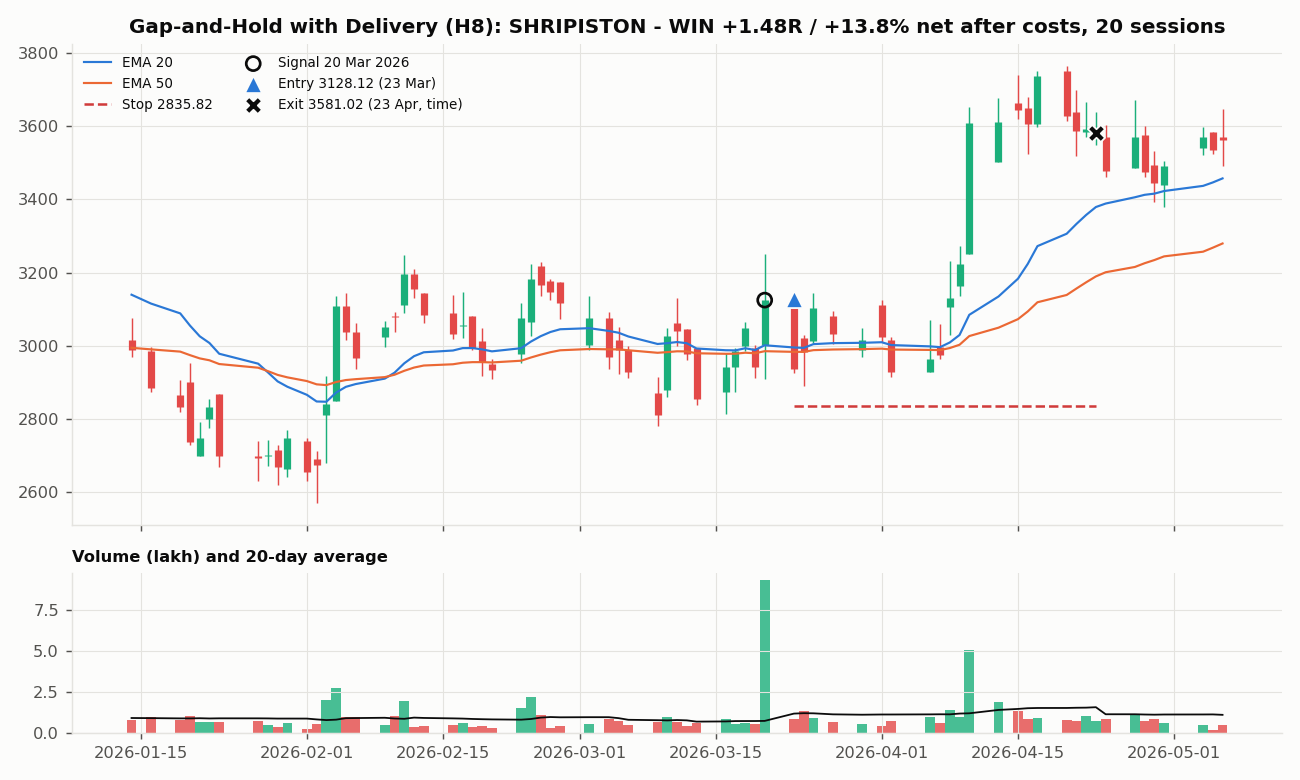 Gap-and-Hold with Delivery (H8): SHRIPISTON - WIN +1.48R / +13.8% net after costs, 20 sessions
EMA 20
EMA 50
Stop 2835.82
Signal 20 Mar 2026
Entry 3128.12 (23 Mar)
Exit 3581.02 (23 Apr, time)
3800
3600
3400
3200
3000
2800
2600
Volume (lakh) and 20-day average
7.5
5.0
2.5
0.0
2026-01-15
2026-02-01
2026-02-15
2026-03-01
2026-03-15
2026-04-01
2026-04-15
2026-05-01